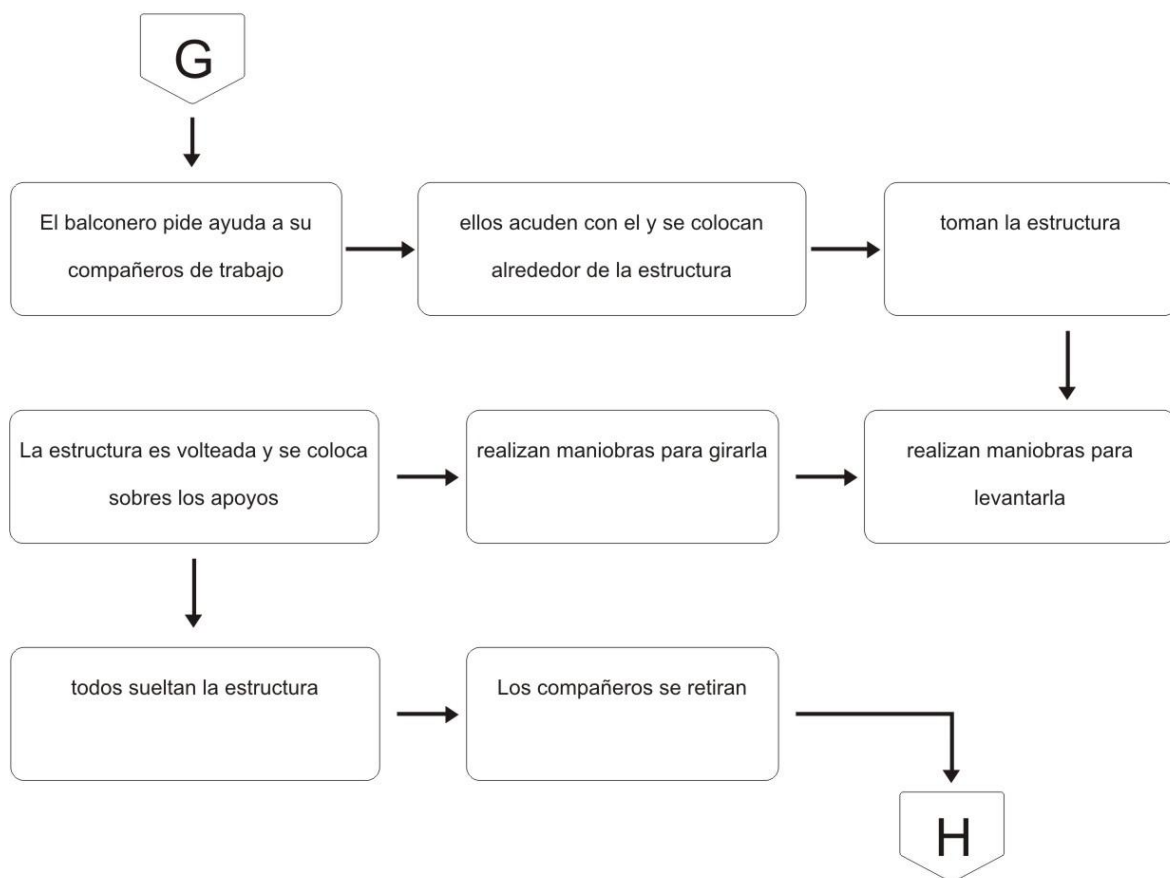 G
El balconero pide ayuda a su
compañeros de trabajo
ellos acuden con el y se colocan
alrededor de la estructura
toman la estructura
La estructura es volteada y se coloca
sobres los apoyos
realizan maniobras para girarla
realizan maniobras para
levantarla
todos sueltan la estructura
Los compañeros se retiran
H